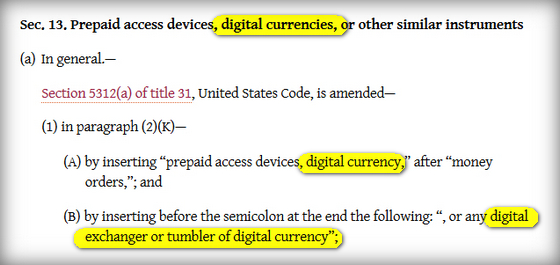 Sec. 13. Prepaid access devices, digital currencies, or other similar instruments
(a) In general.—
Section 5312(a) of title 31, United States Code, is amended—
(1) in paragraph (2)(K)—
(A) by inserting “prepaid access devices, digital currency,” after “money
orders,”; and
(B) by inserting before the semicolon at the end the following: “, or any digital
exchanger or tumbler of digital currency”;